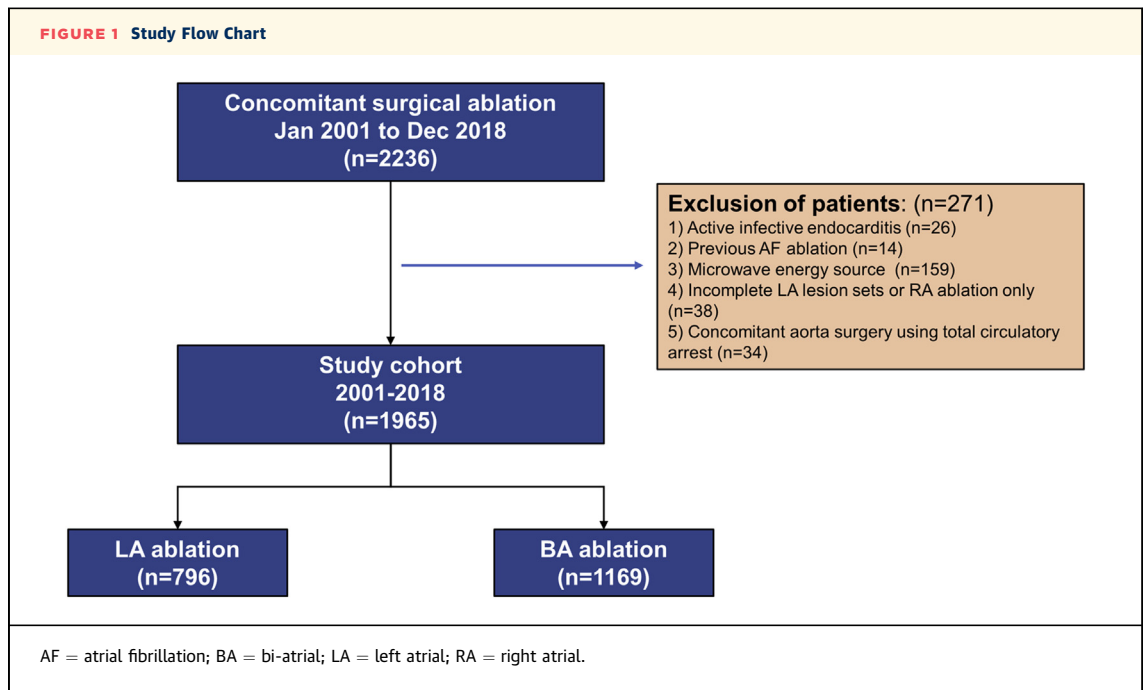 FIGURE 1 Study Flow Chart
Concomitant surgical ablation
Jan 2001 to Dec 2018
(n=2236)
Exclusion of patients: (n=271)
1) Active infective endocarditis (n=26)
2) Previous AF ablation (n=14)
3) Microwave energy source (n=159)
4) Incomplete LA lesion sets or RA ablation only
(n=38)
5) Concomitant aorta surgery using total circulatory
arrest (n=34)
Study cohort
2001-2018
(n=1965)
LA ablation
(n=796)
BA ablation
(n=1169)
AF = atrial fibrillation; BA = bi-atrial; LA = left atrial; RA = right atrial.